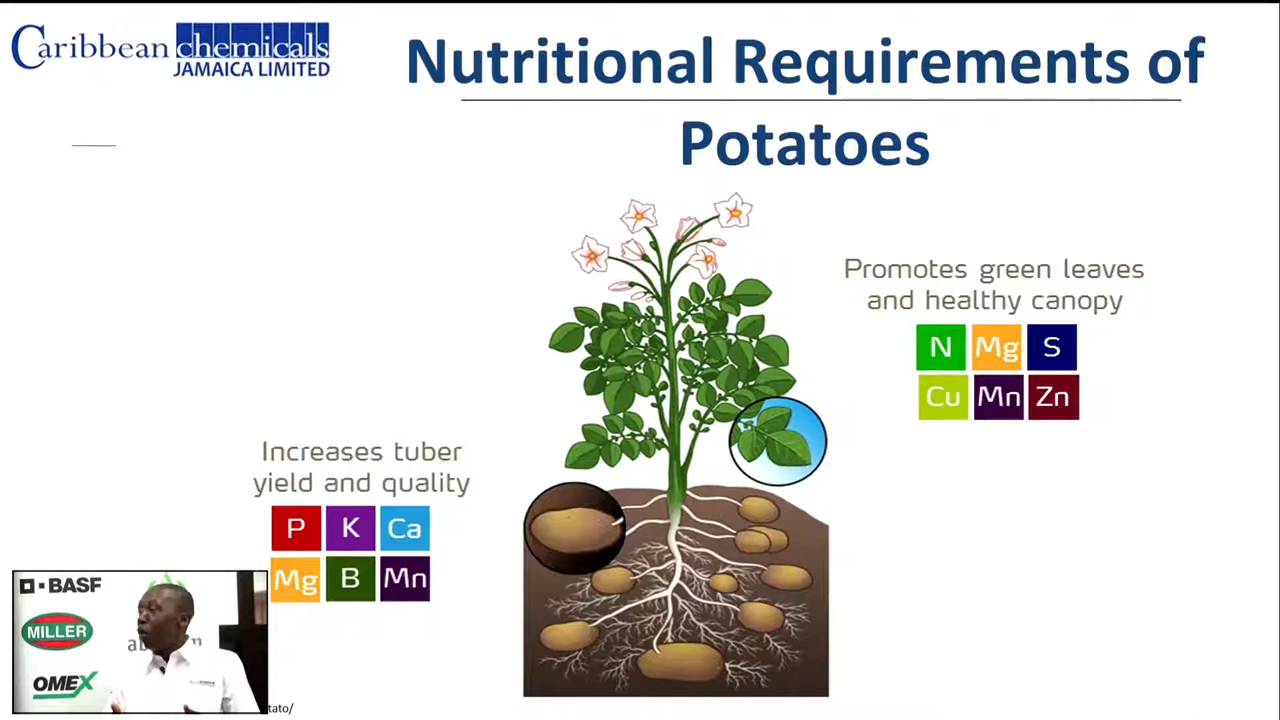 Caribbean chemicals
JAMAICA LIMITED
Nutritional Requirements of
Potatoes
Promotes green leaves
and healthy canopy
N Mg S
Cu Mn Zn
Increases tuber
yield and quality
P K Ca
Mg B Mn
BASF
MILLER
OMEX
tato/